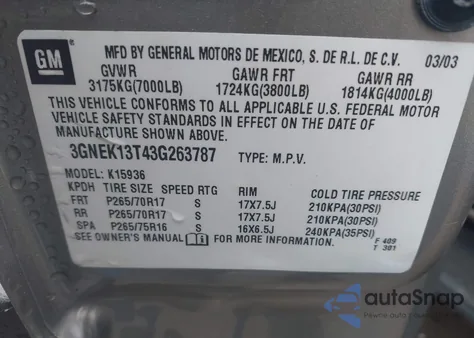 GM
MFD BY GENERAL MOTORS DE MEXICO, S. DE R.L. DE C.V. 03/03
GVWR GAWR FRT GAWR RR
3175KG(7000LB) 1724KG(3800LB) 1814KG(4000LB)
THIS VEHICLE CONFORMS TO ALL APPLICABLE U.S. FEDERAL MOTOR
VEHICLE SAFETY STANDARDS IN EFFECT ON THE DATE OF
MANUFACTURE SHOWN ABOVE.
3GNEK13T43G263787 TYPE: M.P.V.
MODEL: K15936
KPDH TIRE SIZE SPEED RTG RIM COLD TIRE PRESSURE
FRT P265/70R17 S 17X7.5J 210KPA(30PSI)
RR P265/70R17 S 17X7.5J 210KPA(30PSI)
SPA P265/75R16 S 16X6.5J 240KPA(35PSI)
SEE OWNER'S MANUAL FOR MORE INFORMATION.
F 409
T 301
autoSnap